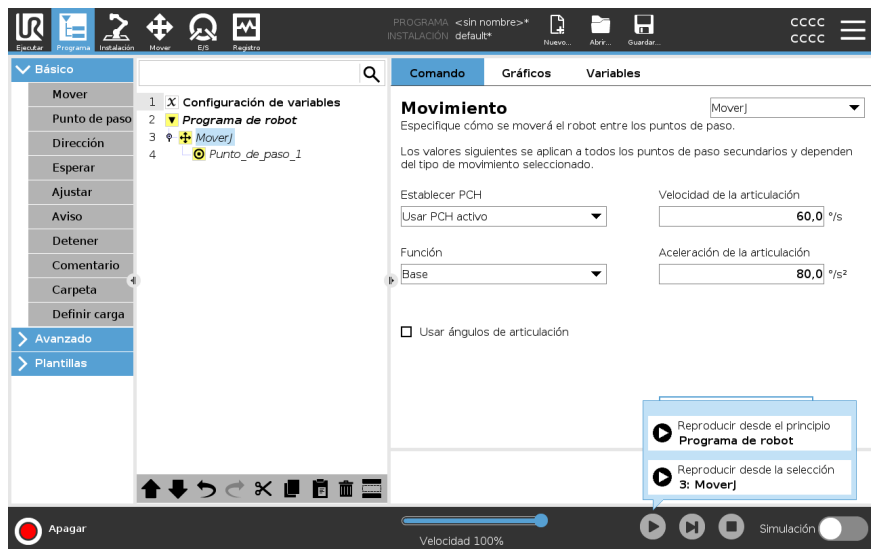 UR
PROGRAMA <sin nombre>*
INSTALACIÓN default*
Ejecutar
Programa
Instalación
Mover
E/S
Registro
Nuevo...
Abrir...
Guardar...
CCCC
CCCC
Básico
Mover
Punto de paso
Dirección
Esperar
Ajustar
Aviso
Detener
Comentario
Carpeta
Definir carga
Avanzado
Plantillas
1 X Configuración de variables
2 Programa de robot
3 MoverJ
4 Punto_de_paso_1
Comando Gráficos Variables
Movimiento
MoverJ
Especifique cómo se moverá el robot entre los puntos de paso.
Los valores siguientes se aplican a todos los puntos de paso secundarios y dependen
del tipo de movimiento seleccionado.
Establecer PCH
Velocidad de la articulación
Usar PCH activo
60,0 °/s
Función
Aceleración de la articulación
Base
80,0 °/s²
Usar ángulos de articulación
Reproducir desde el principio
Programa de robot
Reproducir desde la selección
3: MoverJ
Apagar
Velocidad 100%
Simulación